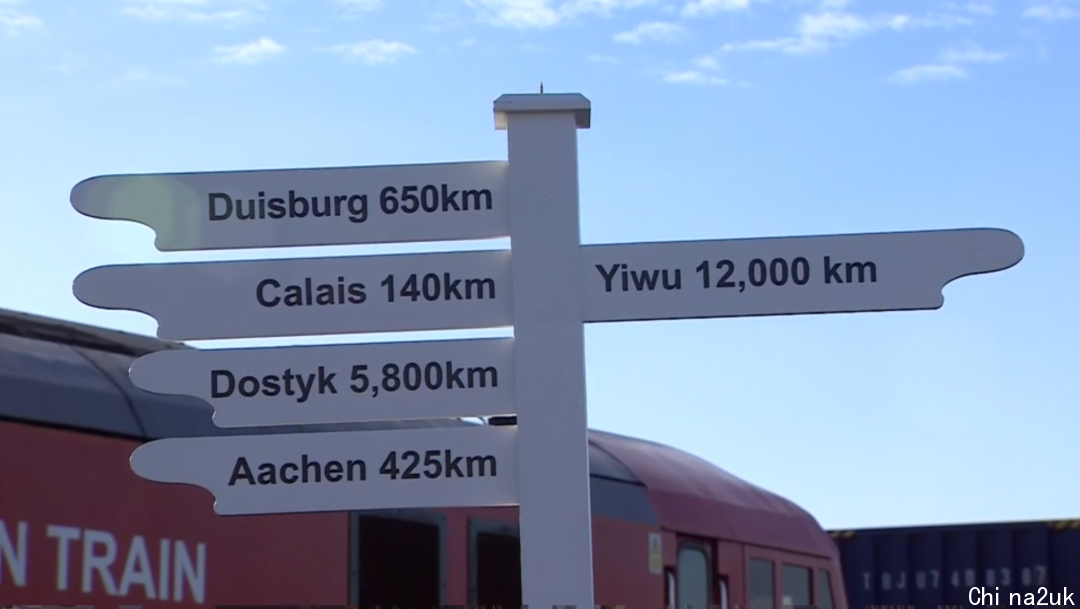 Duisburg 650km
Calais 140km
Yiwu 12,000 km
Dostyk 5,800km
Aachen 425km
N TRAIN
Chi na2uk